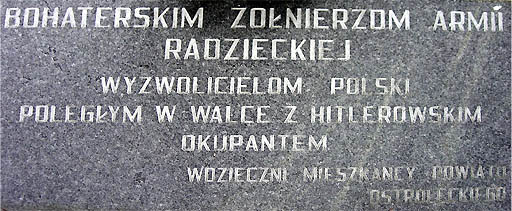 BOHATERSKIM ŻOŁNIERZOM ARMII
RADZIECKIEJ
WYZWOLICIELOM POLSKI
POLEGŁYM W WALCE Z HITLEROWSKIM
OKUPANTEM
WDZIĘCZNI MIESZKAŃCY POWIATU
OSTROŁĘCKIEGO